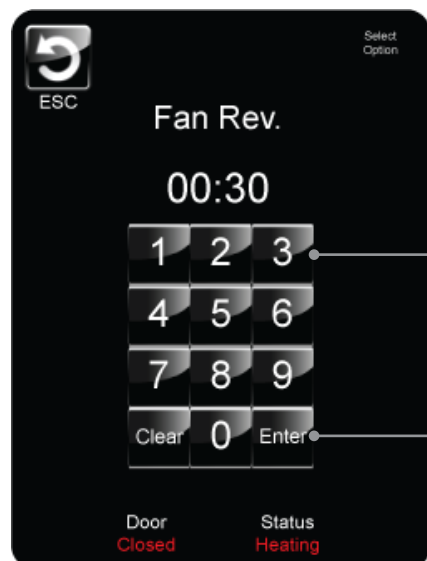 Select
Option
ESC
Fan Rev.
00:30
1 2 3
4 5 6
7 8 9
Clear 0 Enter
Door Status
Closed Heating